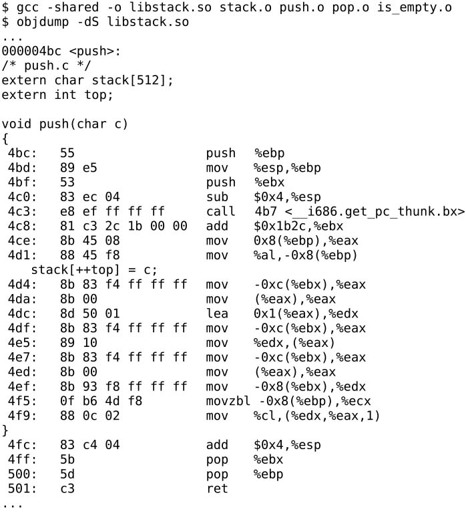 $ gcc -shared -o libstack.so stack.o push.o pop.o is_empty.o
$ objdump -dS libstack.so
...
000004bc <push>:
/* push.c */
extern char stack[512];
extern int top;

void push(char c)
{
 4bc:   55                      push   %ebp
 4bd:   89 e5                   mov    %esp,%ebp
 4bf:   53                      push   %ebx
 4c0:   83 ec 04                sub    $0x4,%esp
 4c3:   e8 ef ff ff ff          call   4b7 <__i686.get_pc_thunk.bx>
 4c8:   81 c3 2c 1b 00 00       add    $0x1b2c,%ebx
 4ce:   8b 45 08                mov    0x8(%ebp),%eax
 4d1:   88 45 f8                mov    %al,-0x8(%ebp)
    stack[++top] = c;
 4d4:   8b 83 f4 ff ff ff       mov    -0xc(%ebx),%eax
 4da:   8b 00                   mov    (%eax),%eax
 4dc:   8d 50 01                lea    0x1(%eax),%edx
 4df:   8b 83 f4 ff ff ff       mov    -0xc(%ebx),%eax
 4e5:   89 10                   mov    %edx,(%eax)
 4e7:   8b 83 f4 ff ff ff       mov    -0xc(%ebx),%eax
 4ed:   8b 00                   mov    (%eax),%eax
 4ef:   8b 93 f8 ff ff ff       mov    -0x8(%ebx),%edx
 4f5:   0f b6 4d f8             movzbl -0x8(%ebp),%ecx
 4f9:   88 0c 02                mov    %cl,(%edx,%eax,1)
}
 4fc:   83 c4 04                add    $0x4,%esp
 4ff:   5b                      pop    %ebx
 500:   5d                      pop    %ebp
 501:   c3                      ret
...